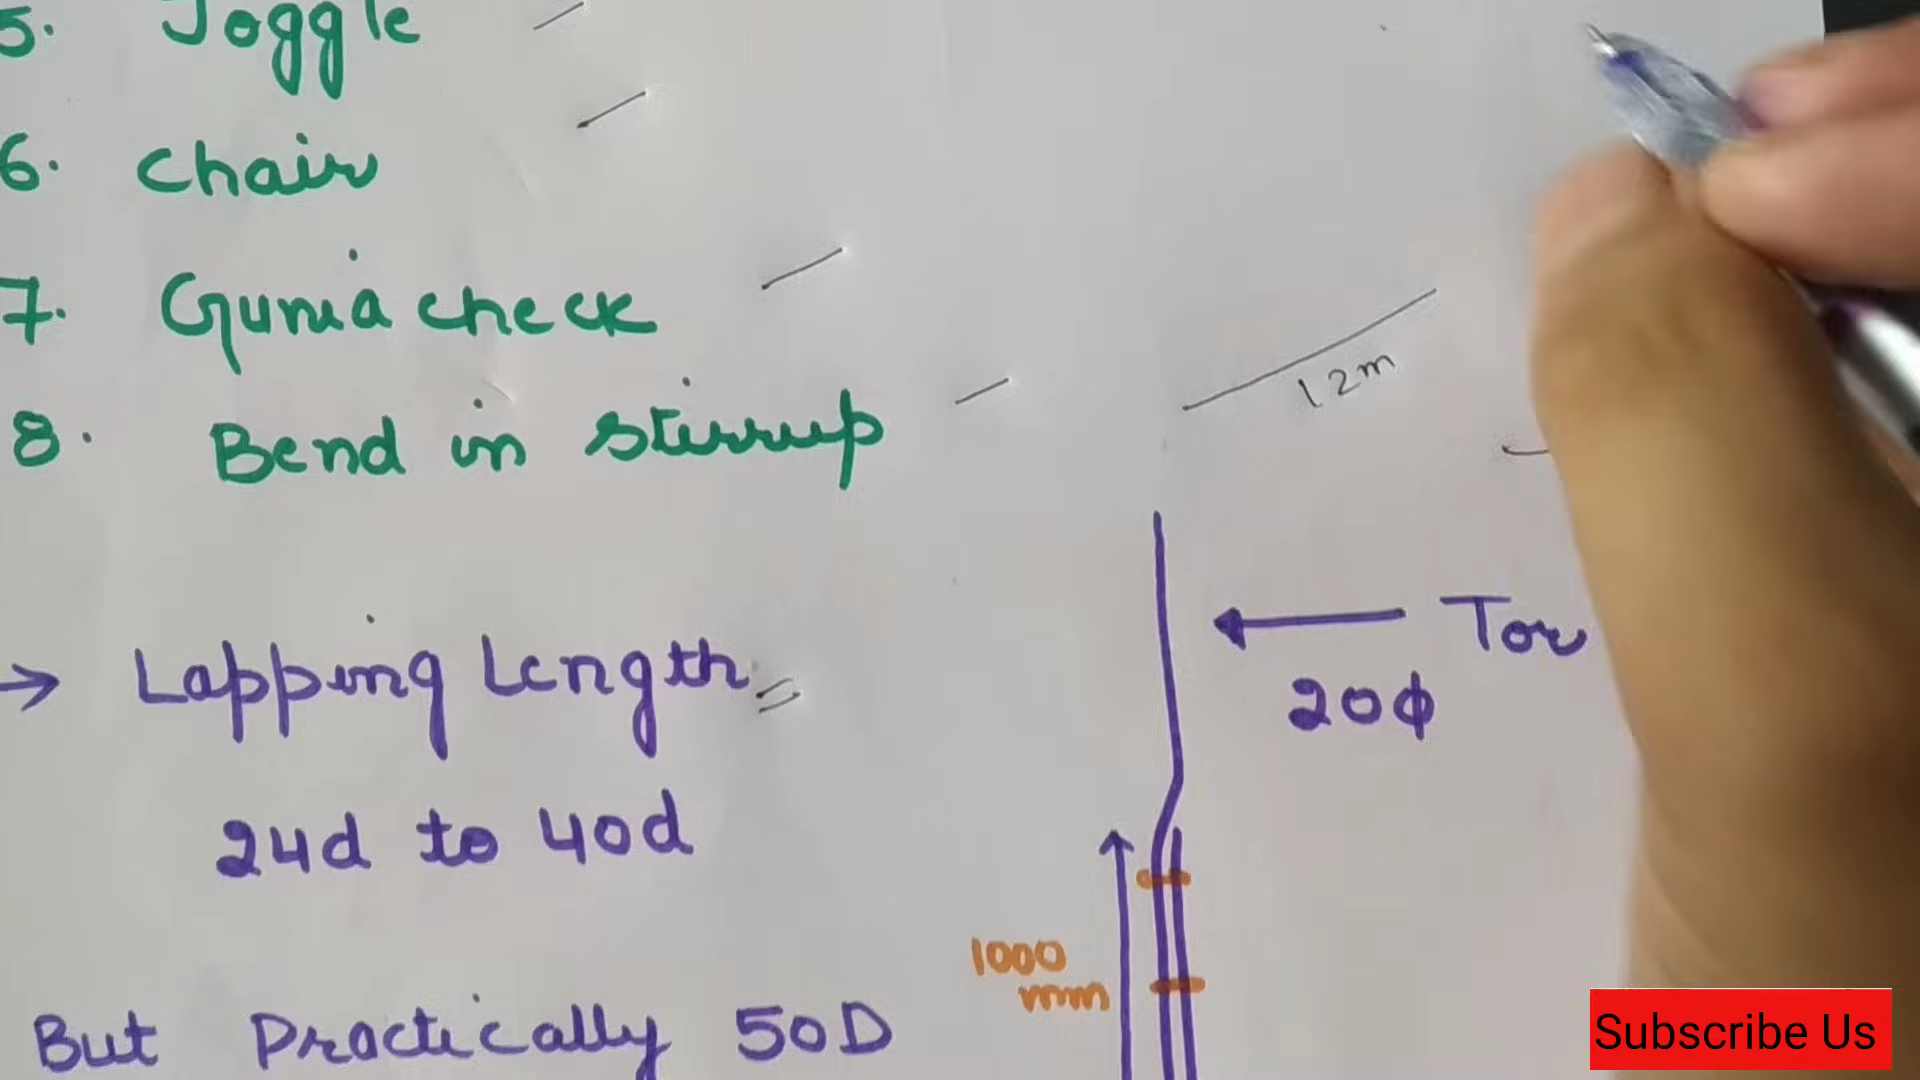 5. Joggle
6. Chair
7. Gunia check
8. Bend in stirrup
12m
→ Lapping Length =
Tor
20ϕ
24d to 40d
1000
mm
But Practically 50D
Subscribe Us